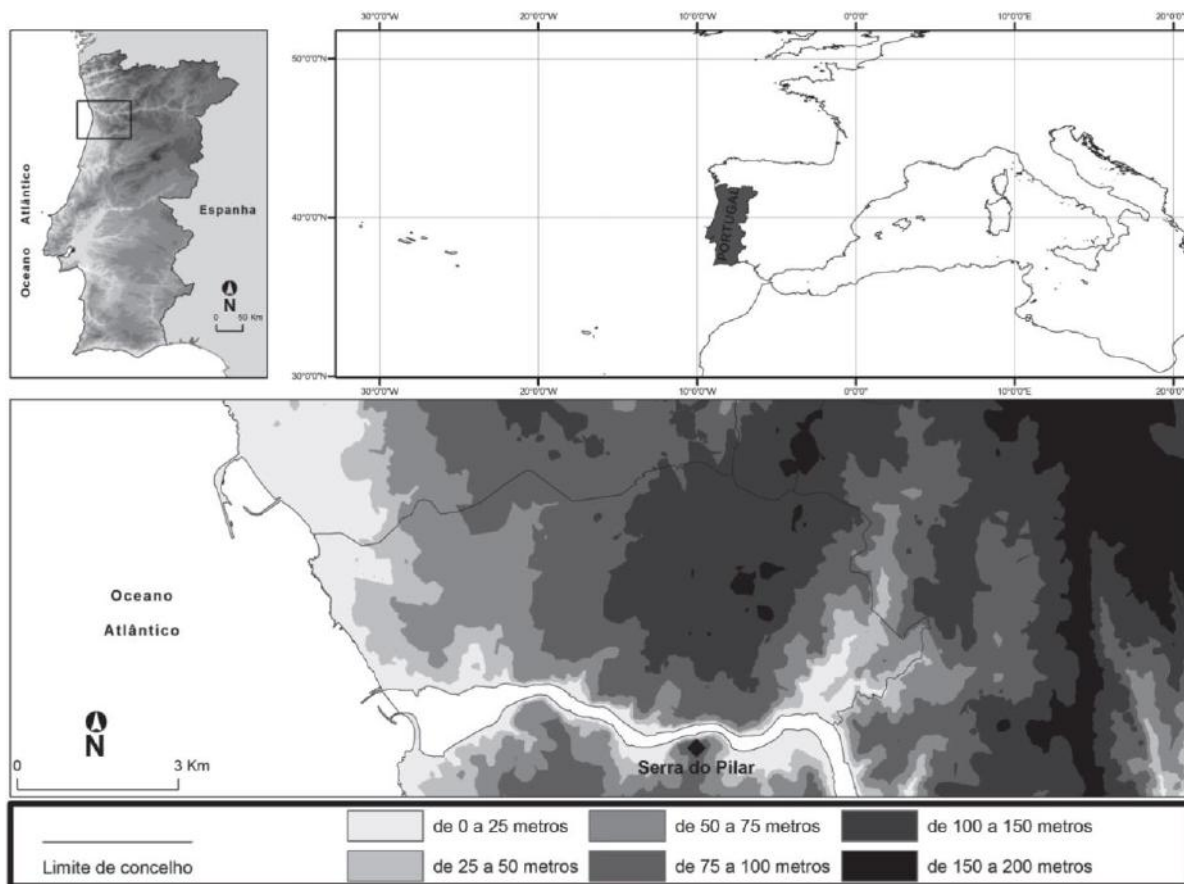 30°0'0"W 20°0'0"W 10°0'0"W 0°0'0" 10°0'0"E 20°0'
Oceano Atlântico
Espanha
N
0 50 Km
50°0'0"N
40°0'0"N
30°0'0"N
PORTUGAL
30°0'0"W 20°0'0"W 10°0'0"W 0°0'0" 10°0'0"E 20°0'0
Oceano
Atlântico
N
0 3 Km
Serra do Pilar
Limite de concelho
de 0 a 25 metros
de 25 a 50 metros
de 50 a 75 metros
de 75 a 100 metros
de 100 a 150 metros
de 150 a 200 metros